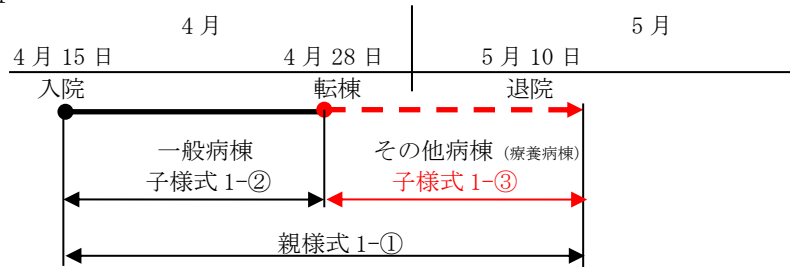 4月 5月
4月15日 4月28日 5月10日
入院 転棟 退院
一般病棟 その他病棟（療養病棟）
子様式1-② 子様式1-③
親様式1-①